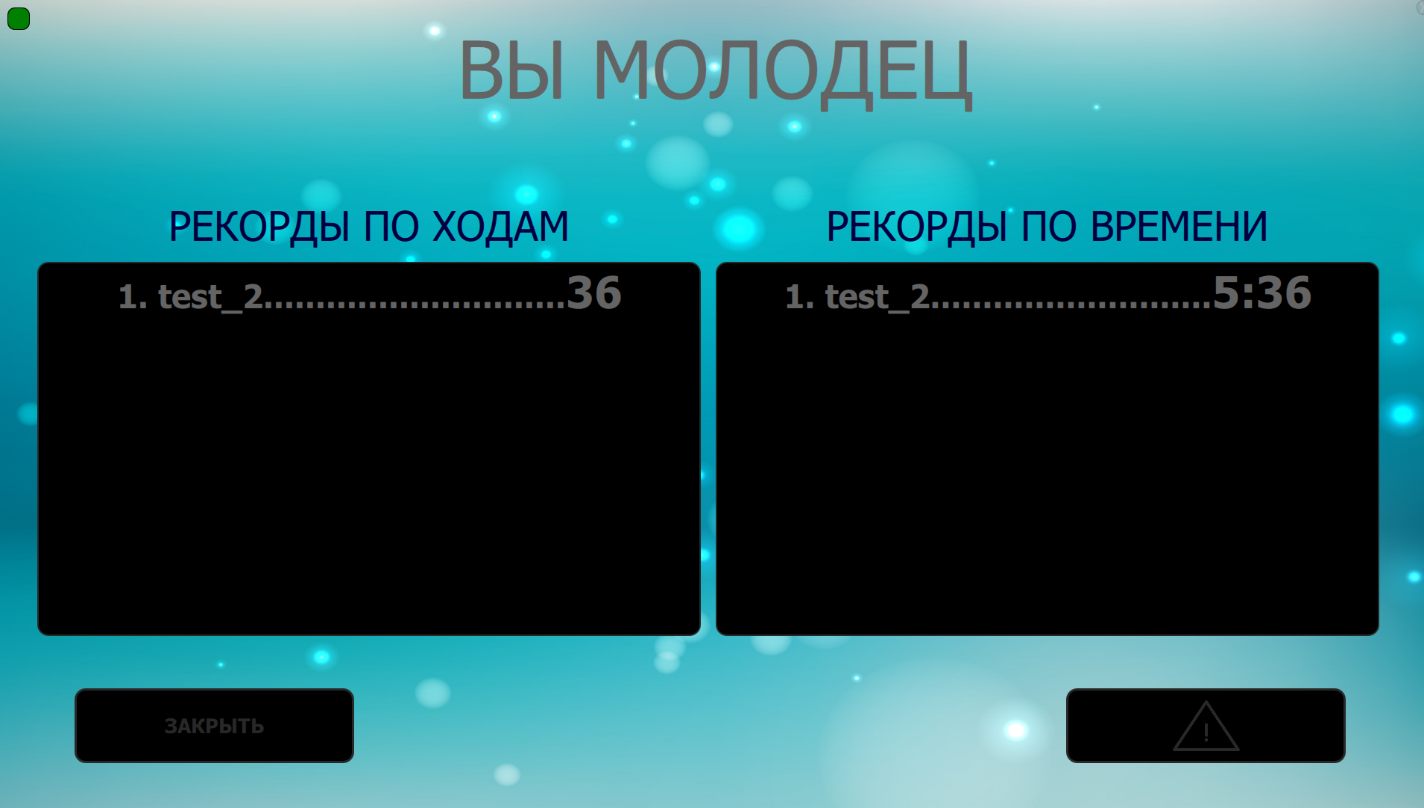 ВЫ МОЛОДЕЦ
РЕКОРДЫ ПО ХОДАМ
1. test_2.............................36
РЕКОРДЫ ПО ВРЕМЕНИ
1. test_2...........................5:36
ЗАКРЫТЬ
!